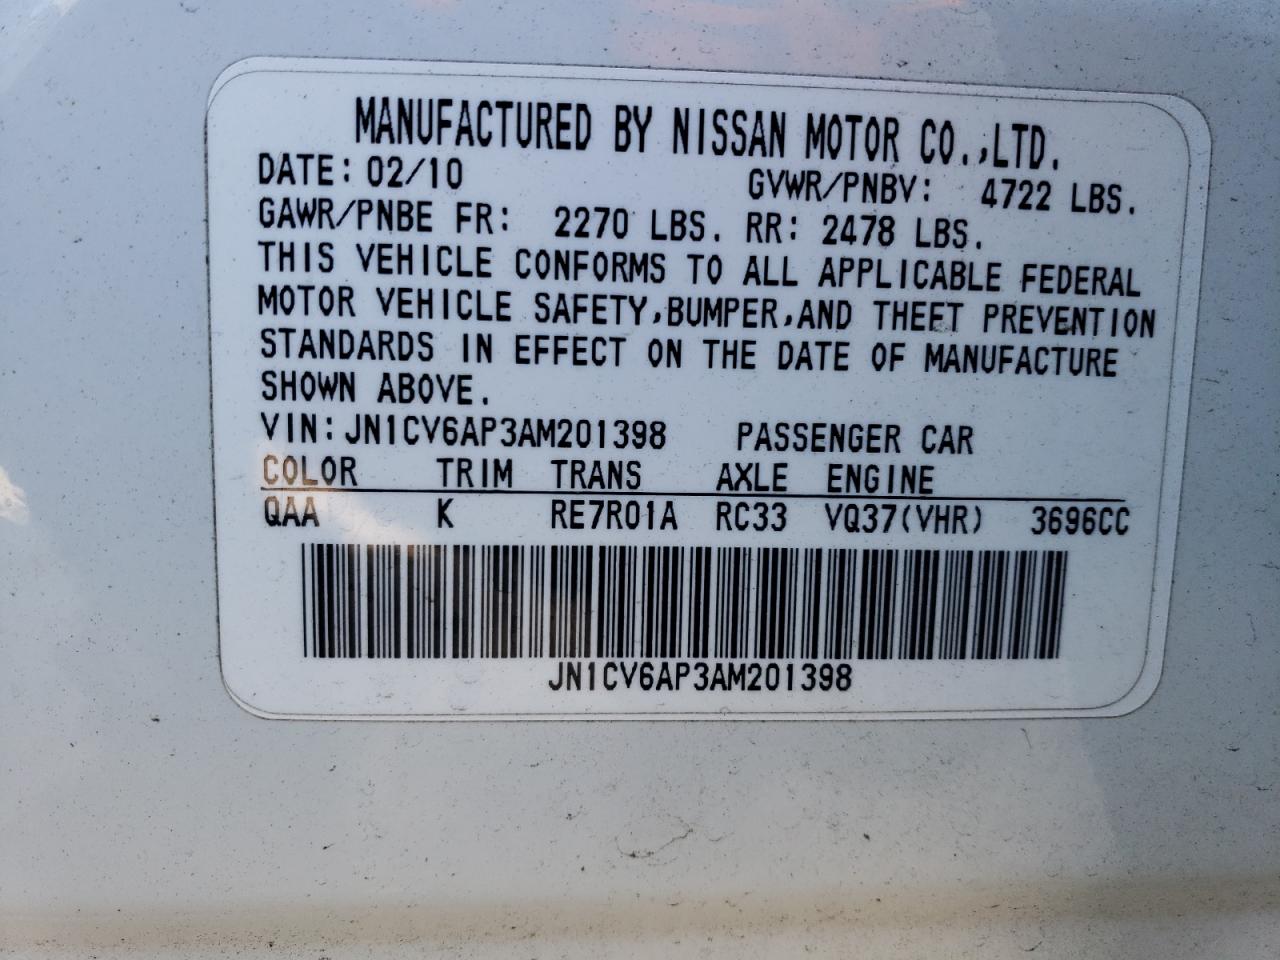 MANUFACTURED BY NISSAN MOTOR CO.,LTD.
DATE: 02/10 GVWR/PNBV: 4722 LBS.
GAWR/PNBE FR: 2270 LBS. RR: 2478 LBS.
THIS VEHICLE CONFORMS TO ALL APPLICABLE FEDERAL
MOTOR VEHICLE SAFETY,BUMPER,AND THEFT PREVENTION
STANDARDS IN EFFECT ON THE DATE OF MANUFACTURE
SHOWN ABOVE.
VIN: JN1CV6AP3AM201398 PASSENGER CAR
COLOR TRIM TRANS AXLE ENGINE
QAA K RE7R01A RC33 VQ37(VHR) 3696CC
JN1CV6AP3AM201398